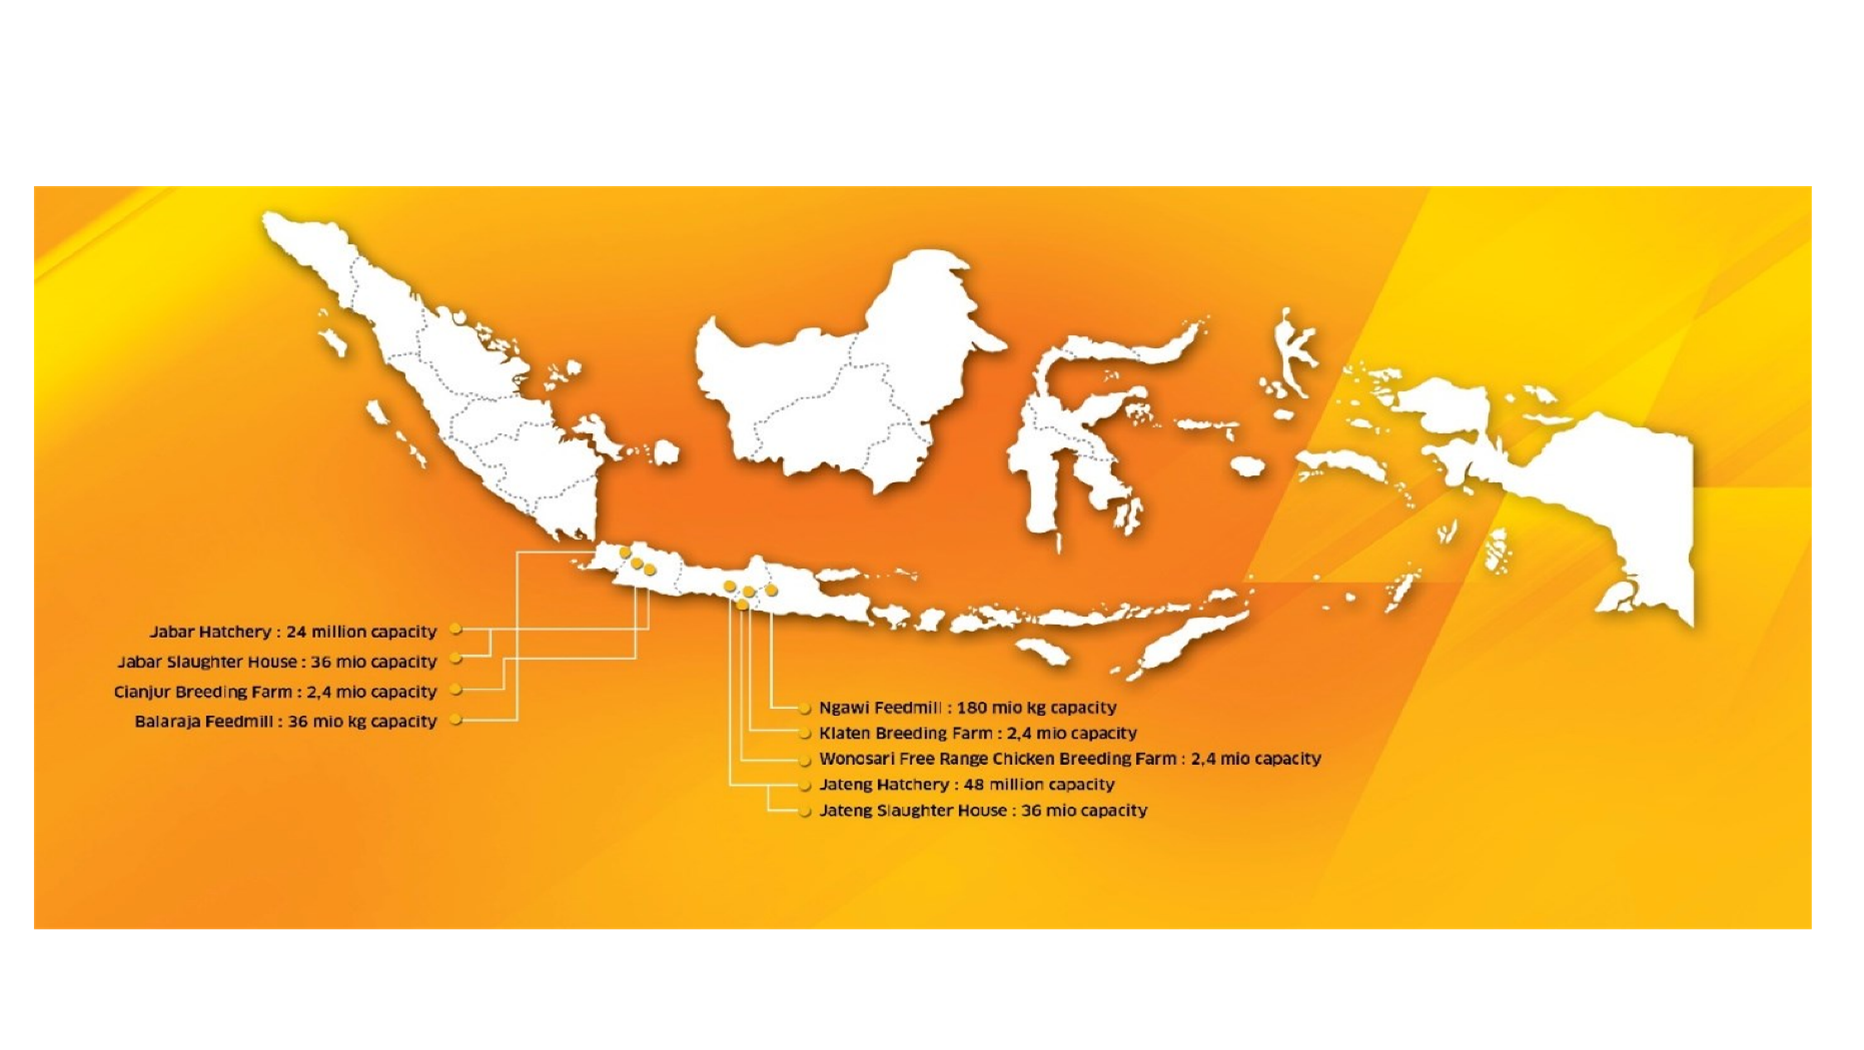 Jabar Hatchery : 24 million capacity
Jabar Slaughter House : 36 mio capacity
Cianjur Breeding Farm : 2,4 mio capacity
Balaraja Feedmill : 36 mio kg capacity
Ngawi Feedmill : 180 mio kg capacity
Klaten Breeding Farm : 2,4 mio capacity
Wonosari Free Range Chicken Breeding Farm : 2,4 mio capacity
Jateng Hatchery : 48 million capacity
Jateng Slaughter House : 36 mio capacity